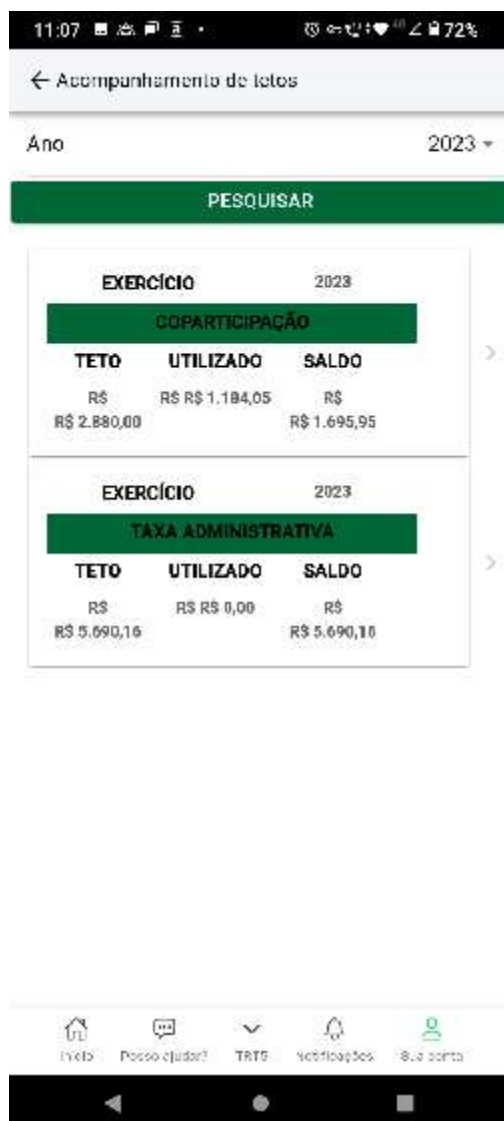 11:07
72%
← Acompanhamento de tetos
Ano 2023
PESQUISAR
EXERCÍCIO 2023
COPARTICIPAÇÃO
TETO UTILIZADO SALDO
R$ R$ R$ 1.184,05 R$
R$ 2.880,00 R$ 1.695,95
EXERCÍCIO 2023
TAXA ADMINISTRATIVA
TETO UTILIZADO SALDO
R$ R$ R$ 0,00 R$
R$ 5.690,16 R$ 5.690,16
Início Posso ajudar? TRT5 Notificações Sua conta